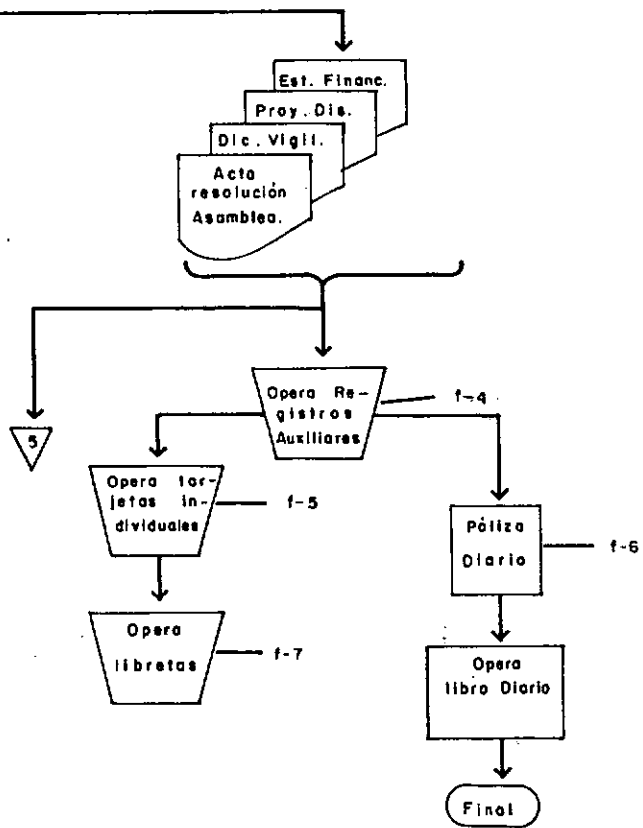 Est. Financ.
Proy. Dis.
Dic. Vigil.
Acta
resolución
Asamblea.
Opera Re-
gistros
Auxiliares
f-4
5
Opera tar-
jetas in-
dividuales
f-5
Póliza
Diario
f-6
Opera
libretas
f-7
Opera
libro Diario
Final